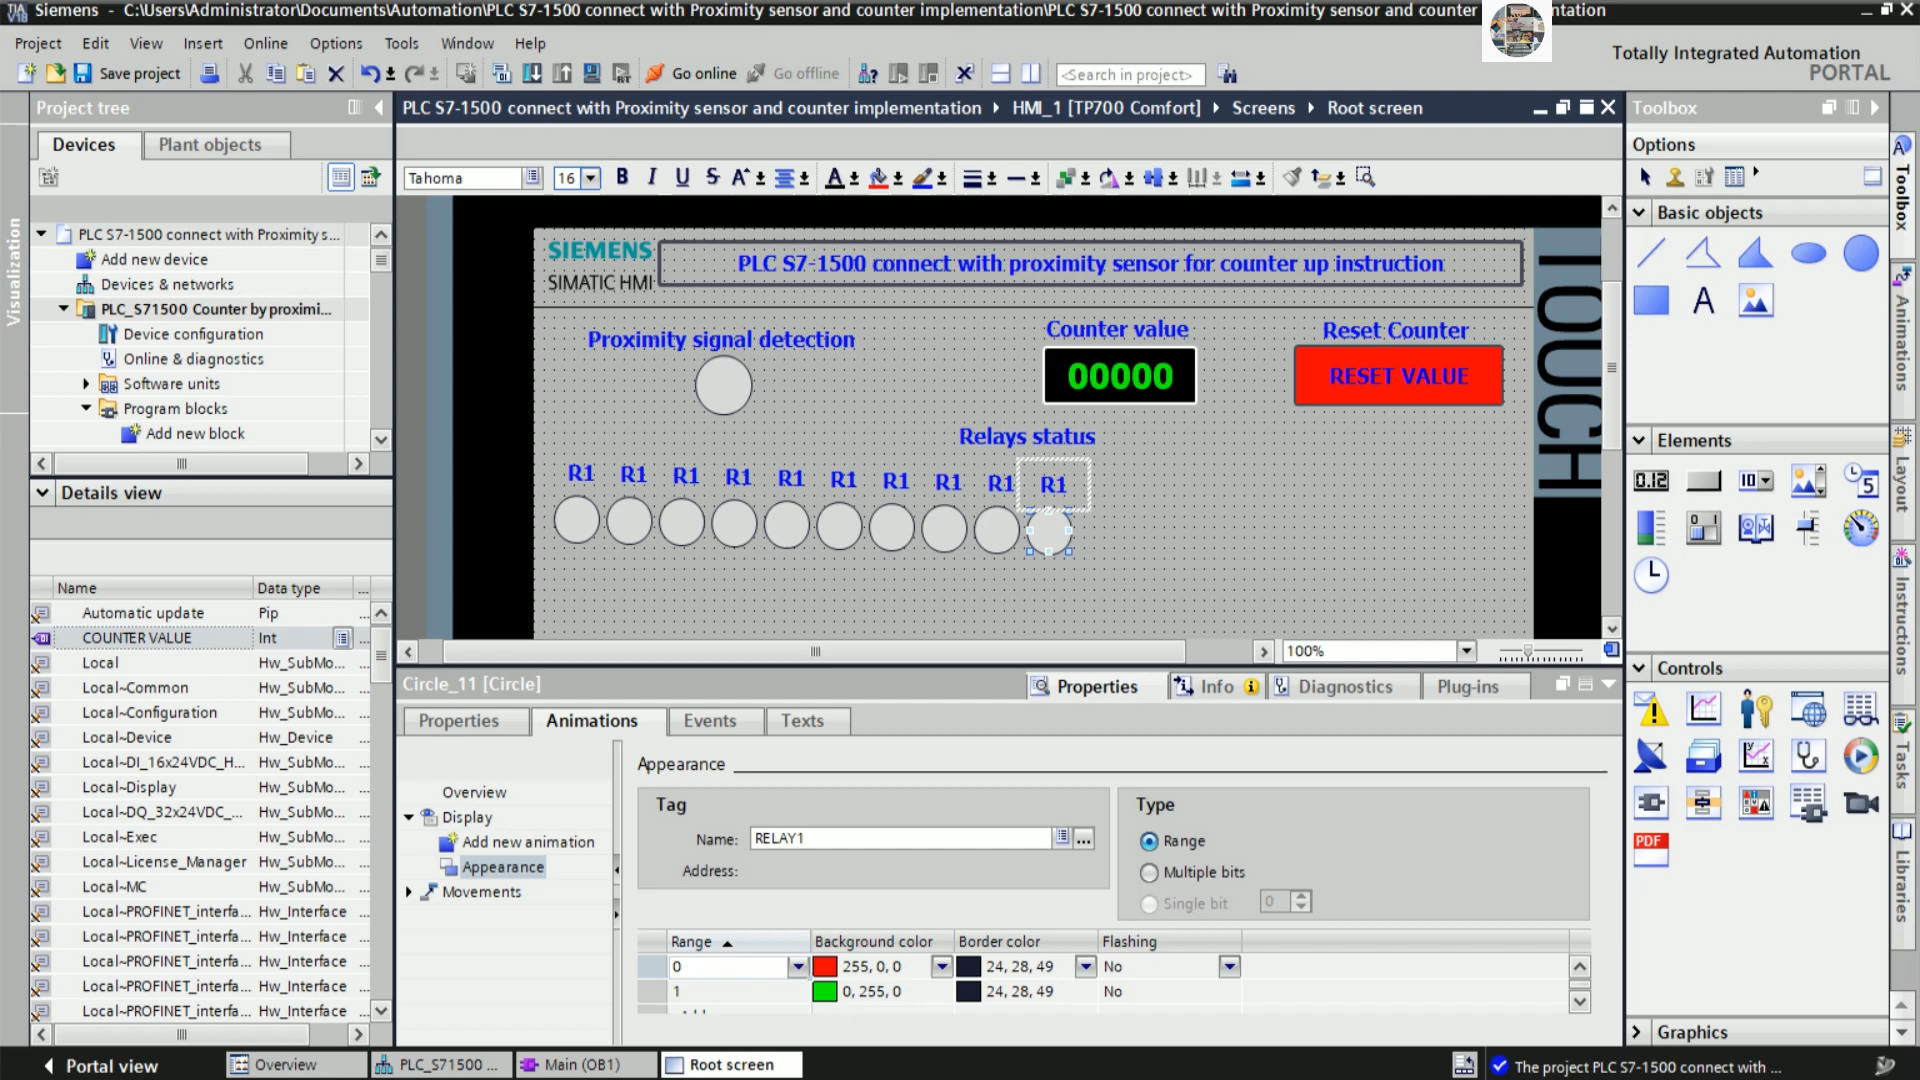 TIA V18 Siemens - C:\Users\Administrator\Documents\Automation\PLC S7-1500 connect with Proximity sensor and counter implementation\PLC S7-1500 connect with Proximity sensor and counter ntation
Project Edit View Insert Online Options Tools Window Help
Totally Integrated Automation
PORTAL
Save project Go online Go offline <Search in project>
Project tree
PLC S7-1500 connect with Proximity sensor and counter implementation HMI_1 [TP700 Comfort] Screens Root screen
Toolbox
Devices Plant objects
Options
Tahoma 16 B I U S A
Basic objects
PLC S7-1500 connect with Proximity s...
Add new device
Devices & networks
PLC_S71500 Counter by proximi...
Device configuration
Online & diagnostics
Software units
Program blocks
Add new block
Visualization
SIEMENS
SIMATIC HMI
PLC S7-1500 connect with proximity sensor for counter up instruction
Proximity signal detection
Counter value
Reset Counter
00000
RESET VALUE
Relays status
R1 R1 R1 R1 R1 R1 R1 R1 R1 R1
TOUCH
100%
Elements
Controls
Graphics
PDF
Toolbox
Animations
Layout
Instructions
Tasks
Libraries
Details view
Name Data type ...
Automatic update Pip ...
COUNTER VALUE Int ...
Local Hw_SubMo... ...
Local~Common Hw_SubMo... ...
Local~Configuration Hw_SubMo... ...
Local~Device Hw_Device ...
Local~DI_16x24VDC_H... Hw_SubMo... ...
Local~Display Hw_SubMo... ...
Local~DQ_32x24VDC_... Hw_SubMo... ...
Local~Exec Hw_SubMo... ...
Local~License_Manager Hw_SubMo... ...
Local~MC Hw_SubMo... ...
Local~PROFINET_interfa... Hw_Interface ...
Local~PROFINET_interfa... Hw_Interface ...
Local~PROFINET_interfa... Hw_Interface ...
Local~PROFINET_interfa... Hw_Interface ...
Local~PROFINET_interfa... Hw_Interface ...
Circle_11 [Circle]
Properties Info Diagnostics Plug-ins
Properties Animations Events Texts
Overview
Display
Add new animation
Appearance
Movements
Appearance
Tag
Name: RELAY1 ...
Address:
Type
Range
Multiple bits
Single bit 0
Range Background color Border color Flashing
0 255, 0, 0 24, 28, 49 No
1 0, 255, 0 24, 28, 49 No
Portal view Overview PLC_S71500 ... Main (OB1) Root screen
The project PLC S7-1500 connect with ...